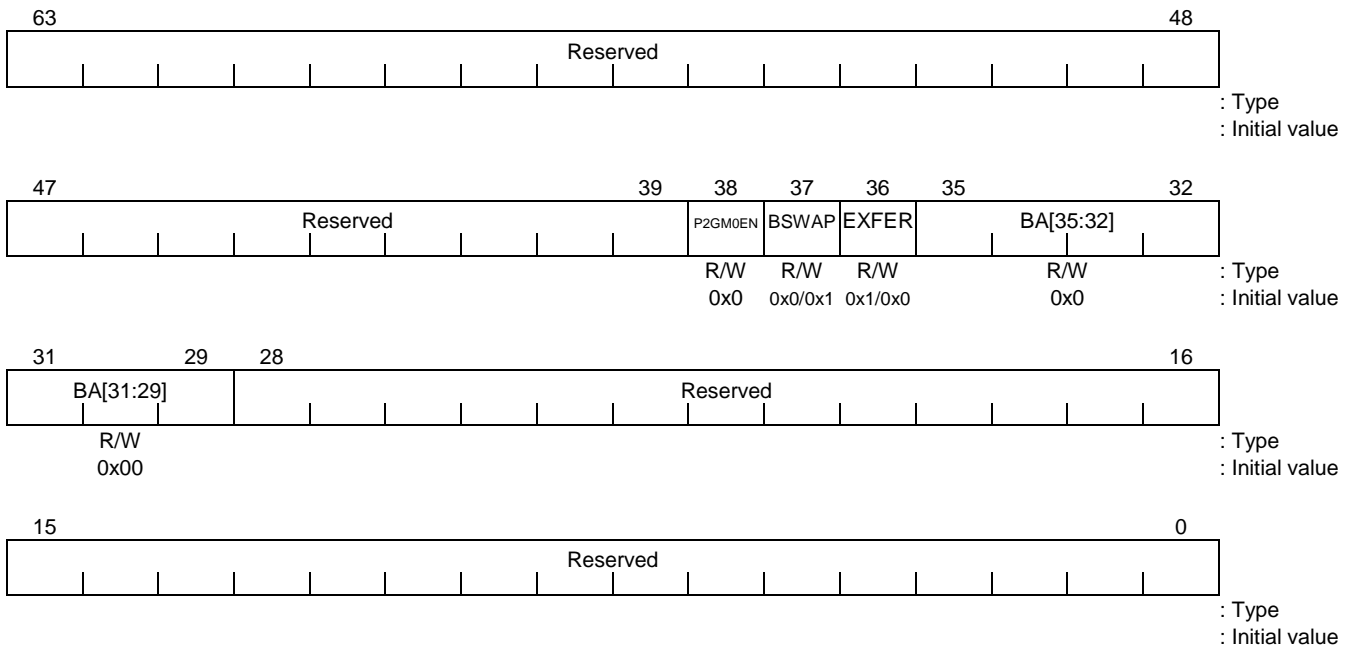 63 48
Reserved
: Type
: Initial value
47 39 38 37 36 35 32
Reserved P2GM0EN BSWAP EXFER BA[35:32]
R/W R/W R/W R/W : Type
0x0 0x0/0x1 0x1/0x0 0x0 : Initial value
31 29 28 16
BA[31:29] Reserved
R/W : Type
0x00 : Initial value
15 0
Reserved
: Type
: Initial value